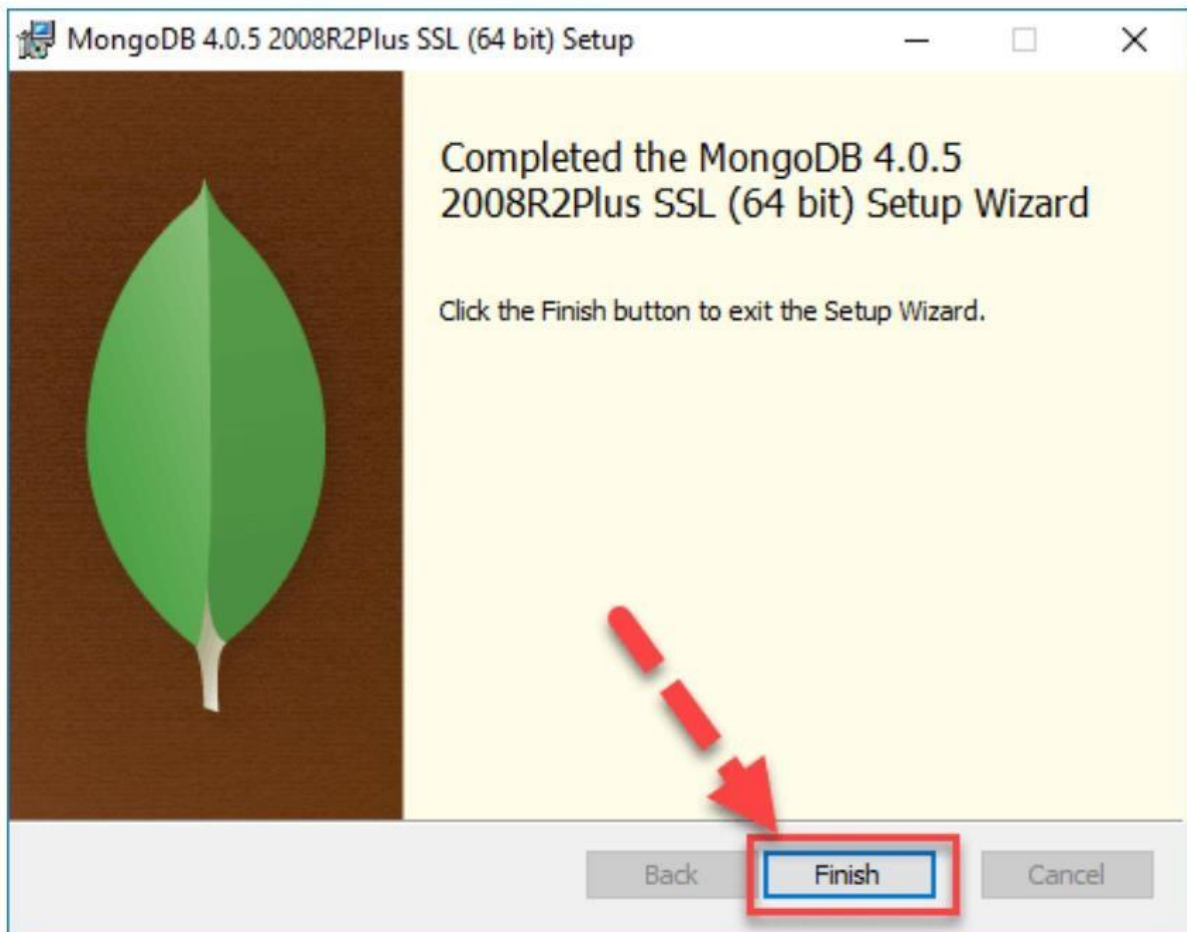 MongoDB 4.0.5 2008R2Plus SSL (64 bit) Setup
Completed the MongoDB 4.0.5
2008R2Plus SSL (64 bit) Setup Wizard
Click the Finish button to exit the Setup Wizard.
Back Finish Cancel